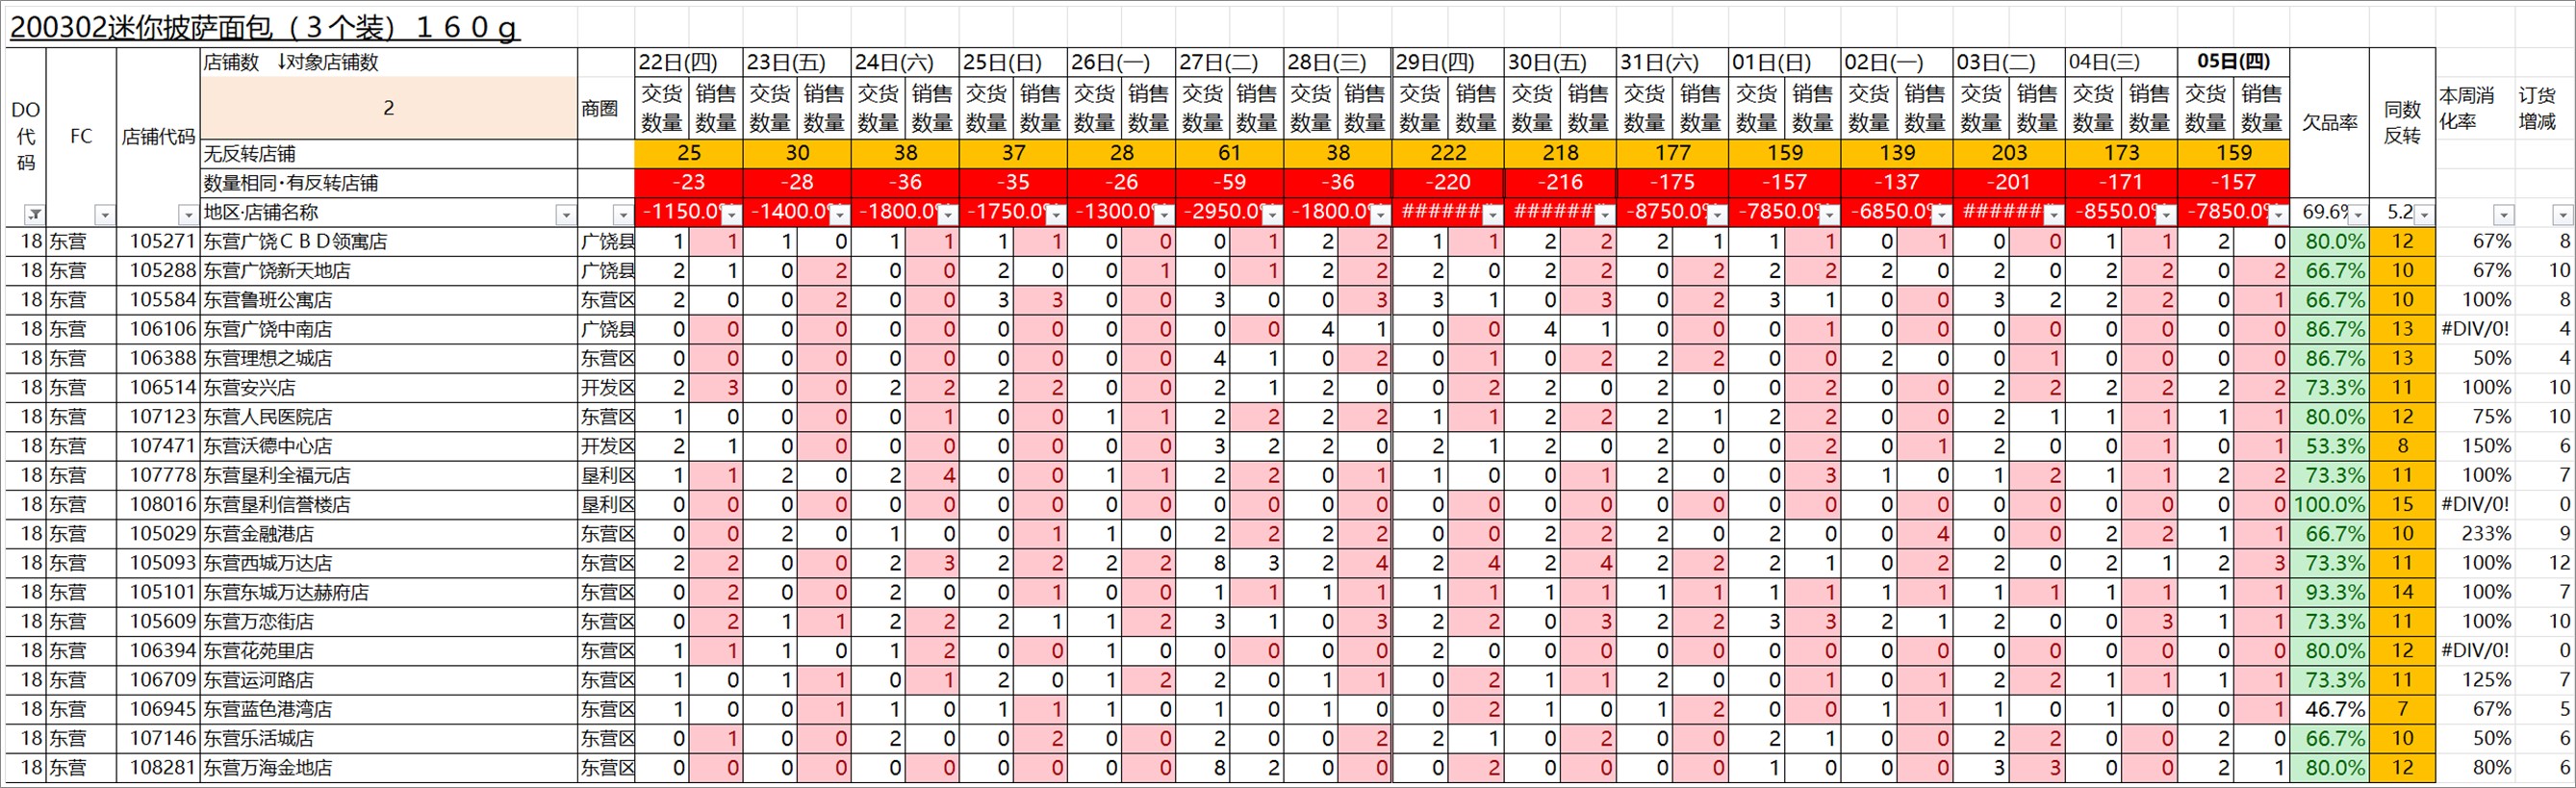 200302迷你披萨面包（３个装）１６０ｇ
DO代码 FC 店铺代码 店铺数 ↓对象店铺数 商圈 22日(四) 23日(五) 24日(六) 25日(日) 26日(一) 27日(二) 28日(三) 29日(四) 30日(五) 31日(六) 01日(日) 02日(一) 03日(二) 04日(三) 05日(四) 欠品率 同数反转 本周消化率 订货增减
2 交货数量 销售数量 交货数量 销售数量 交货数量 销售数量 交货数量 销售数量 交货数量 销售数量 交货数量 销售数量 交货数量 销售数量 交货数量 销售数量 交货数量 销售数量 交货数量 销售数量 交货数量 销售数量 交货数量 销售数量 交货数量 销售数量 交货数量 销售数量 交货数量 销售数量
无反转店铺 25 30 38 37 28 61 38 222 218 177 159 139 203 173 159
数量相同·有反转店铺 -23 -28 -36 -35 -26 -59 -36 -220 -216 -175 -157 -137 -201 -171 -157
地区·店铺名称 -1150.0% -1400.0% -1800.0% -1750.0% -1300.0% -2950.0% -1800.0% ####### ####### -8750.0% -7850.0% -6850.0% ####### -8550.0% -7850.0% 69.6% 5.2
18 东营 105271 东营广饶ＣＢＤ领寓店 广饶县 1 1 1 0 1 1 1 1 0 0 0 1 2 2 1 1 2 2 2 1 1 1 0 1 0 0 1 1 2 0 80.0% 12 67% 8
18 东营 105288 东营广饶新天地店 广饶县 2 1 0 2 0 0 2 0 0 1 0 1 2 2 2 0 2 2 0 2 2 2 2 0 2 0 2 2 0 2 66.7% 10 67% 10
18 东营 105584 东营鲁班公寓店 东营区 2 0 0 2 0 0 3 3 0 0 3 0 0 3 3 1 0 3 0 2 3 1 0 0 3 2 2 2 0 1 66.7% 10 100% 8
18 东营 106106 东营广饶中南店 广饶县 0 0 0 0 0 0 0 0 0 0 0 0 4 1 0 0 4 1 0 0 0 1 0 0 0 0 0 0 0 0 86.7% 13 #DIV/0! 4
18 东营 106388 东营理想之城店 东营区 0 0 0 0 0 0 0 0 0 0 4 1 0 2 0 1 0 2 2 2 0 0 2 0 0 1 0 0 0 0 86.7% 13 50% 4
18 东营 106514 东营安兴店 开发区 2 3 0 0 2 2 2 2 0 0 2 1 2 0 0 2 2 0 2 0 0 2 0 0 2 2 2 2 2 2 73.3% 11 100% 10
18 东营 107123 东营人民医院店 东营区 1 0 0 0 0 1 0 0 1 1 2 2 2 2 1 1 2 2 2 1 2 2 0 0 2 1 1 1 1 1 80.0% 12 75% 10
18 东营 107471 东营沃德中心店 开发区 2 1 0 0 0 0 0 0 0 0 3 2 2 0 2 1 2 0 2 0 0 2 0 1 2 0 0 1 0 1 53.3% 8 150% 6
18 东营 107778 东营垦利全福元店 垦利区 1 1 2 0 2 4 0 0 1 1 2 2 0 1 1 0 0 1 2 0 0 3 1 0 1 2 1 1 2 2 73.3% 11 100% 7
18 东营 108016 东营垦利信誉楼店 垦利区 0 0 0 0 0 0 0 0 0 0 0 0 0 0 0 0 0 0 0 0 0 0 0 0 0 0 0 0 0 0 100.0% 15 #DIV/0! 0
18 东营 105029 东营金融港店 东营区 0 0 2 0 1 0 0 1 1 0 2 2 2 2 0 0 2 2 2 0 2 0 0 4 0 0 2 2 1 1 66.7% 10 233% 9
18 东营 105093 东营西城万达店 东营区 2 2 0 0 2 3 2 2 2 2 8 3 2 4 2 4 2 4 2 2 2 1 0 2 2 0 2 1 2 3 73.3% 11 100% 12
18 东营 105101 东营东城万达赫府店 东营区 0 2 0 0 2 0 0 1 0 0 1 1 1 1 1 1 1 1 1 1 1 1 1 1 1 1 1 1 1 1 93.3% 14 100% 7
18 东营 105609 东营万恋街店 东营区 0 2 1 1 2 2 2 1 1 2 3 1 0 3 2 2 0 3 2 2 3 3 2 1 2 0 0 3 1 1 73.3% 11 100% 10
18 东营 106394 东营花苑里店 东营区 1 1 1 0 1 2 0 0 1 0 0 0 0 0 2 0 0 0 0 0 0 0 0 0 0 0 0 0 0 0 80.0% 12 #DIV/0! 0
18 东营 106709 东营运河路店 东营区 1 0 1 1 0 1 2 0 1 2 2 0 1 1 0 2 1 1 2 0 0 1 0 1 2 2 1 1 1 1 73.3% 11 125% 7
18 东营 106945 东营蓝色港湾店 东营区 1 0 0 1 1 0 1 1 1 0 1 0 1 0 0 2 1 0 1 2 0 0 1 1 1 0 1 0 0 1 46.7% 7 67% 5
18 东营 107146 东营乐活城店 东营区 0 1 0 0 2 0 0 2 0 0 2 0 0 2 2 1 0 2 0 0 2 1 0 0 2 2 0 0 2 0 66.7% 10 50% 6
18 东营 108281 东营万海金地店 东营区 0 0 0 0 0 0 0 0 0 0 8 2 0 0 0 2 0 0 0 0 1 0 0 0 3 3 0 0 2 1 80.0% 12 80% 6